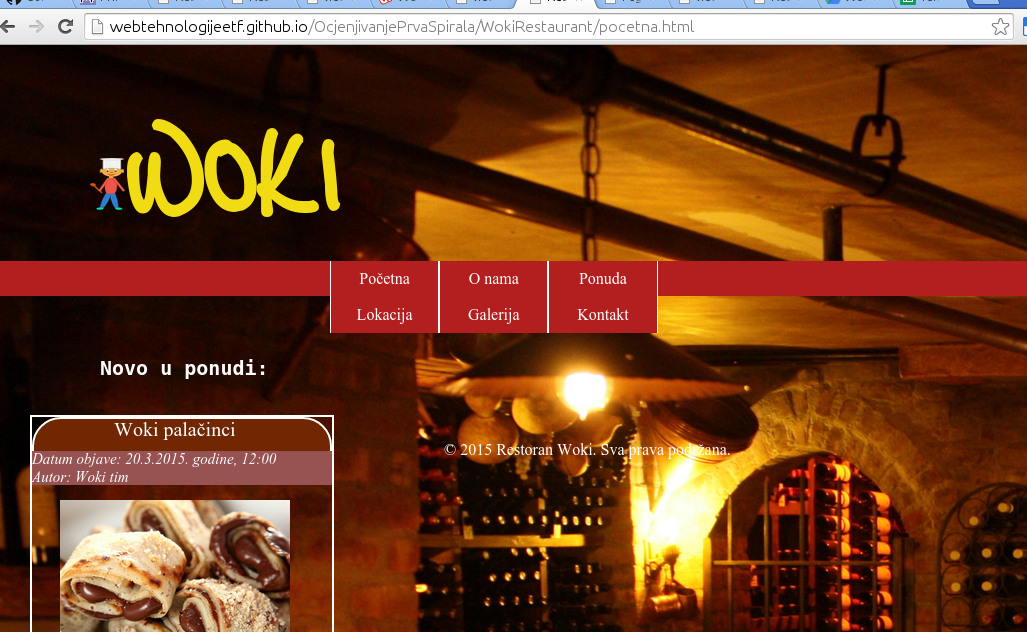 webtehnologijeetf.github.io/OcjenjivanjePrvaSpirala/WokiRestaurant/pocetna.html
WOKI
Početna
O nama
Ponuda
Lokacija
Galerija
Kontakt
Novo u ponudi:
Woki palačinci
Datum objave: 20.3.2015. godine, 12:00
Autor: Woki tim
© 2015 Restoran Woki. Sva prava podržana.